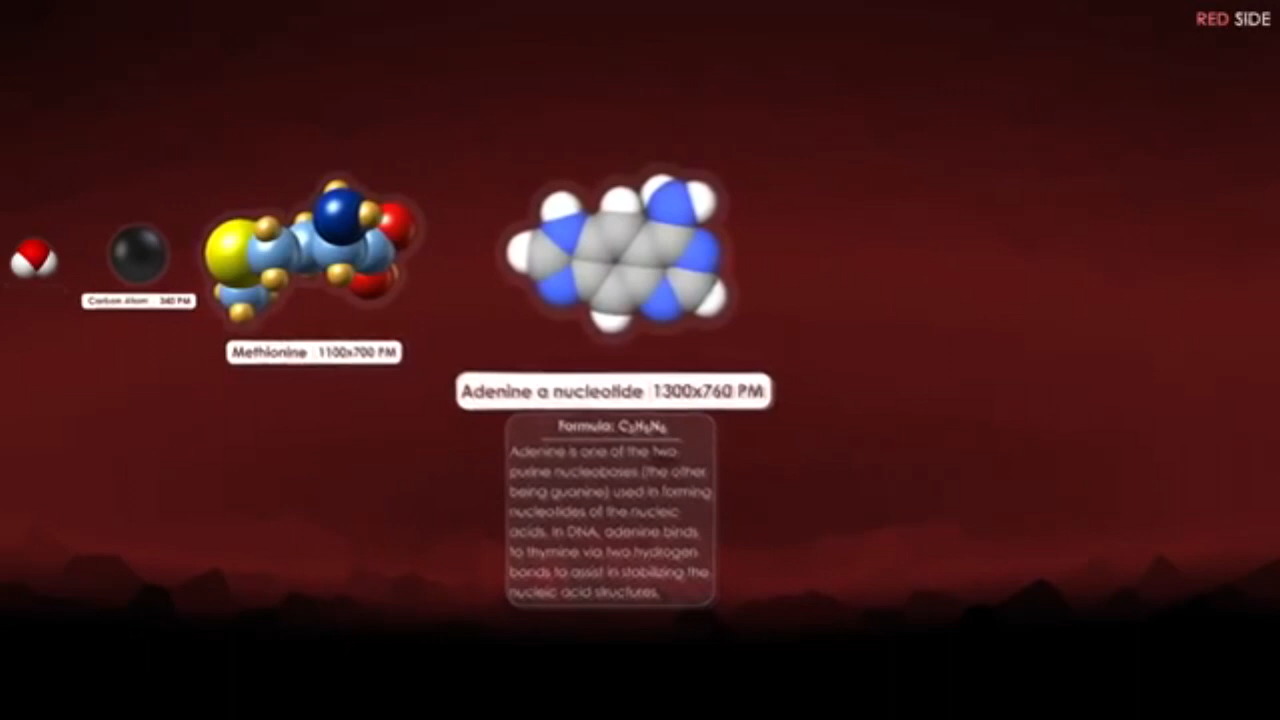 RED SIDE
Carbon Atom 340 PM
Methionine 1100x700 PM
Adenine a nucleotide 1300x760 PM
Formula:
Adenine is one of the two
purine nucleobases (the other
being guanine) used in forming
nucleotides of the nucleic
acids. In DNA, adenine binds
to thymine via two hydrogen
bonds to assist in stabilizing the
nucleic acid structures.